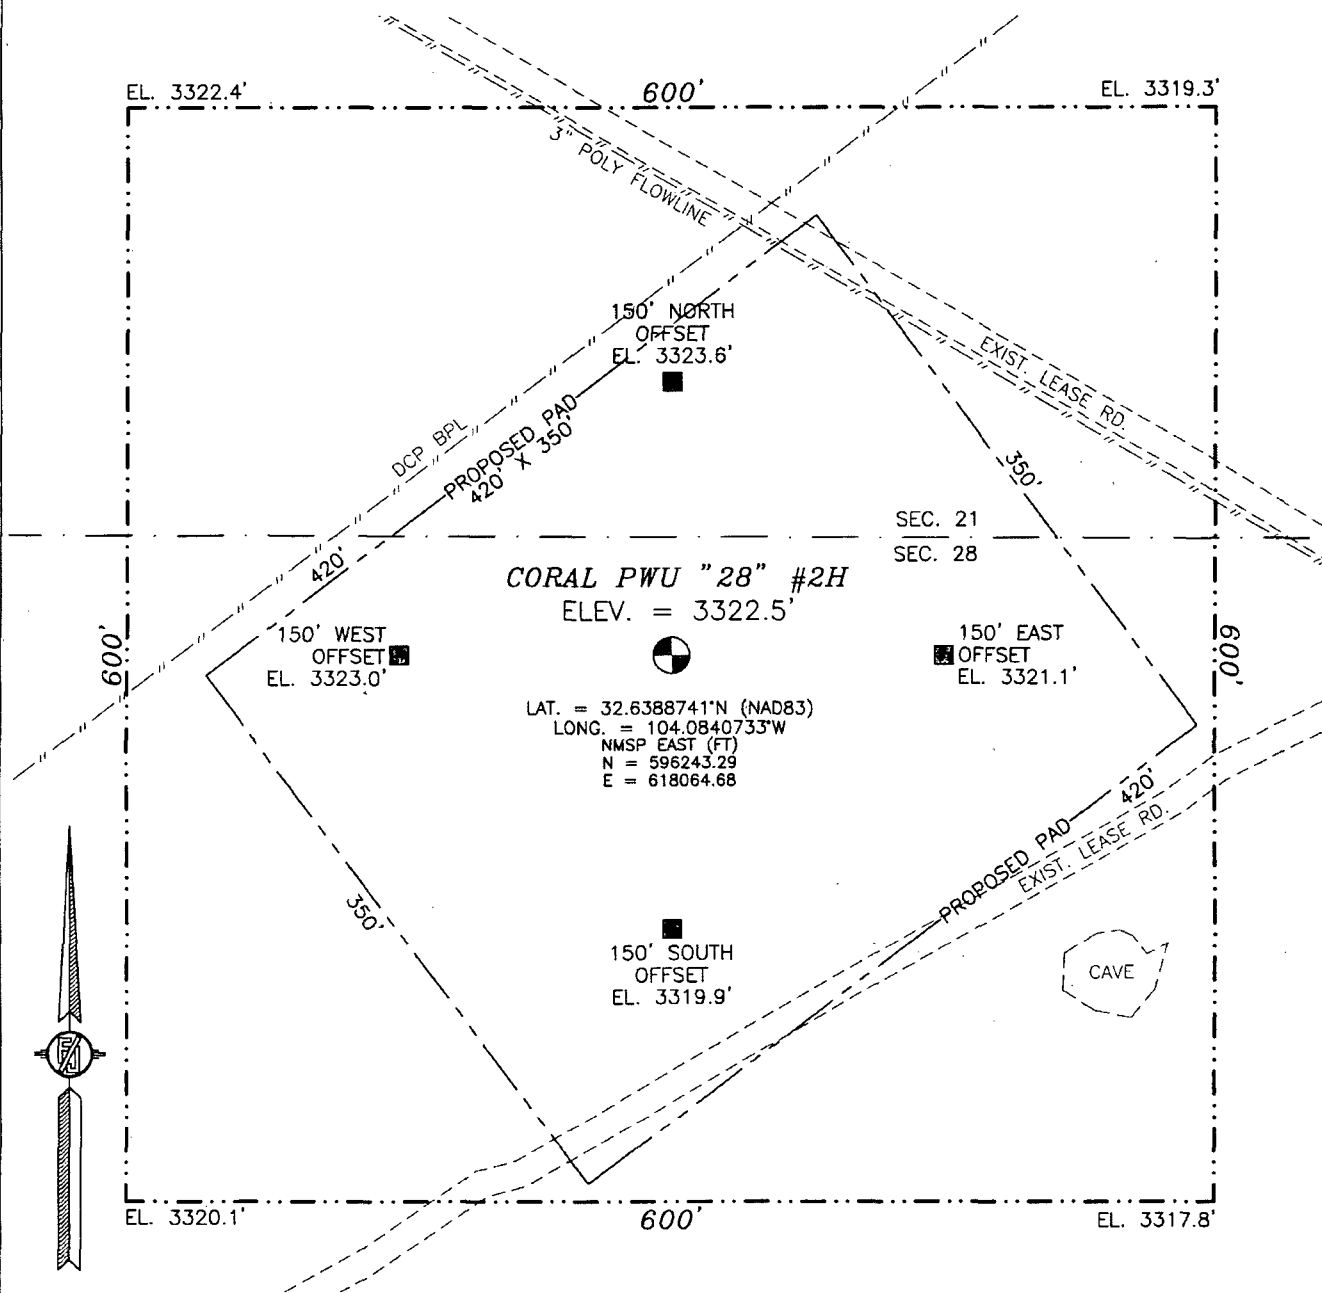 EL. 3322.4'
600'
EL. 3319.3'
3" POLY FLOWLINE
150' NORTH
OFFSET
EL. 3323.6'
EXIST. LEASE RD.
DCP BPL
PROPOSED PAD
420' X 350'
350'
SEC. 21
SEC. 28
420'
CORAL PWU "28" #2H
ELEV. = 3322.5'
600'
150' WEST
OFFSET
EL. 3323.0'
150' EAST
OFFSET
EL. 3321.1'
600'
LAT. = 32.6388741°N (NAD83)
LONG. = 104.0840733°W
NMSP EAST (FT)
N = 596243.29
E = 618064.68
420'
PROPOSED PAD
EXIST. LEASE RD.
350'
150' SOUTH
OFFSET
EL. 3319.9'
CAVE
EL. 3320.1'
600'
EL. 3317.8'